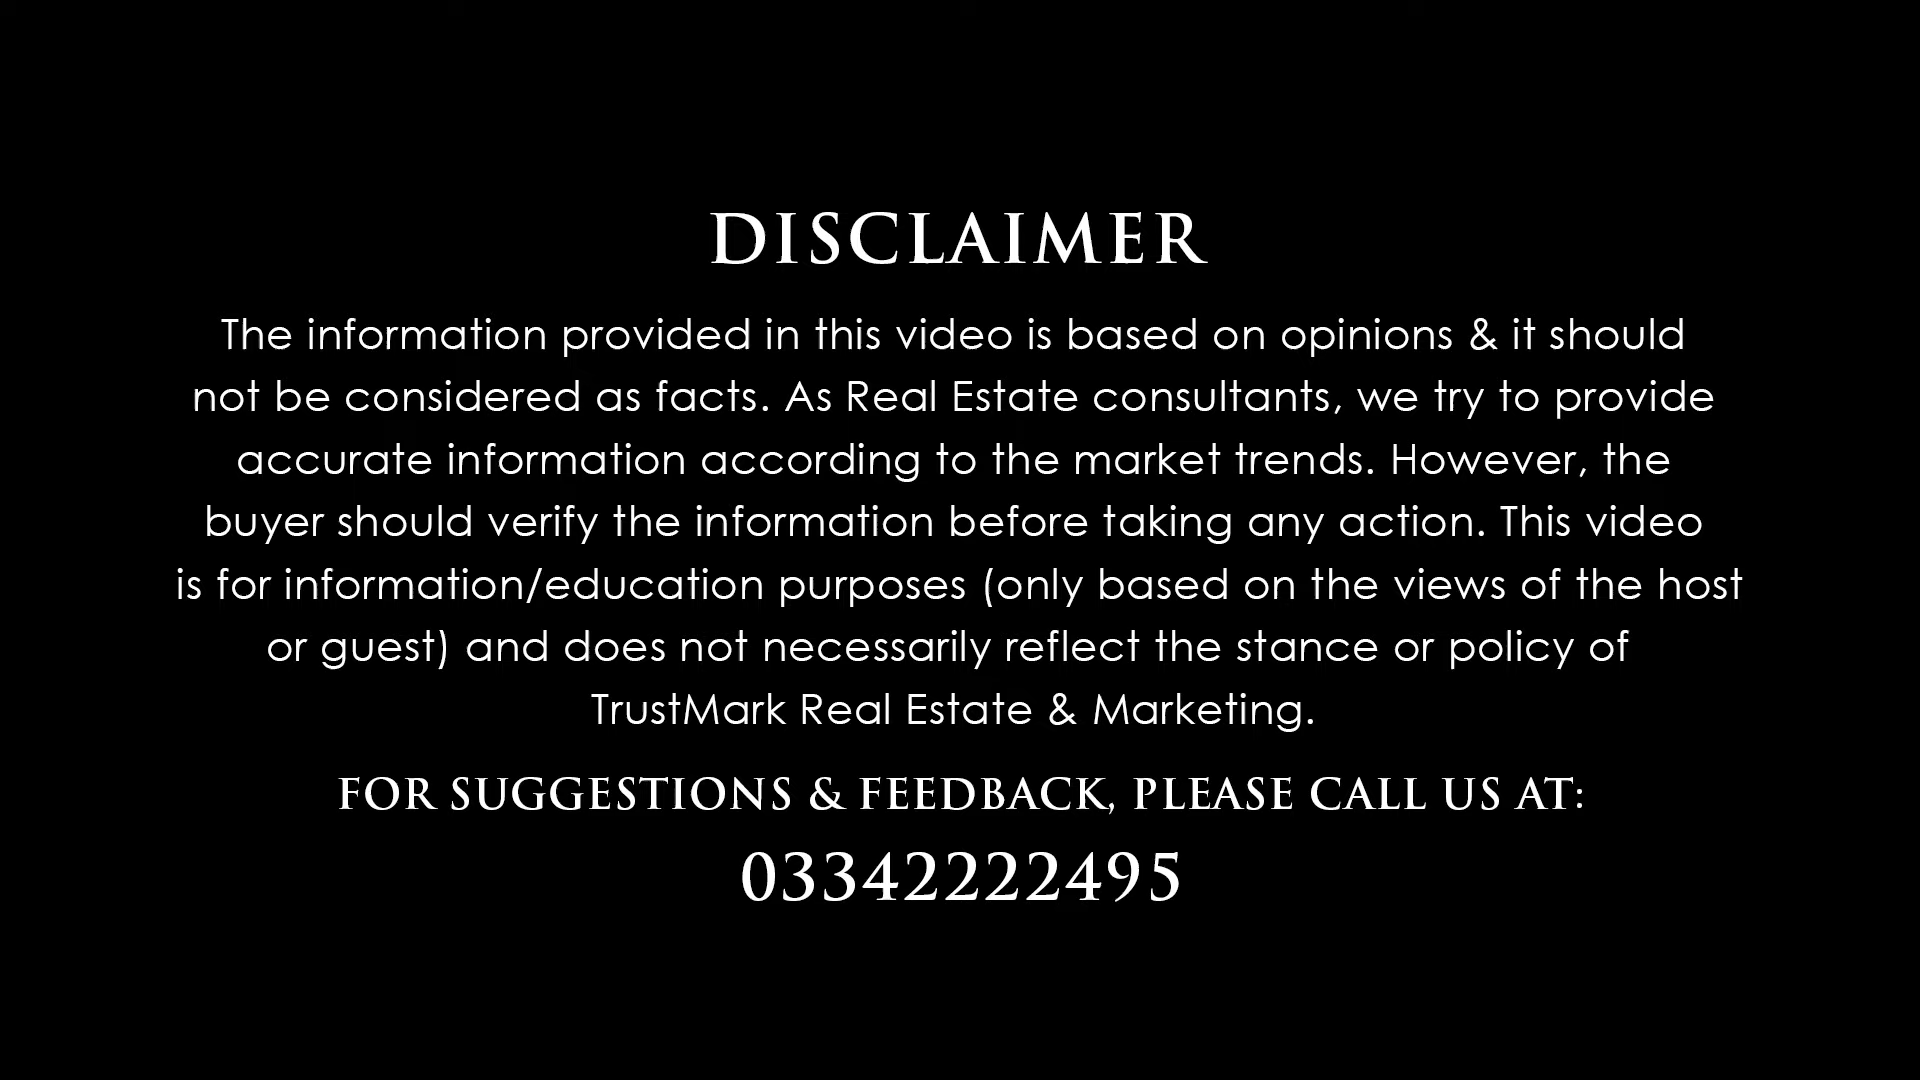 DISCLAIMER
The information provided in this video is based on opinions & it should
not be considered as facts. As Real Estate consultants, we try to provide
accurate information according to the market trends. However, the
buyer should verify the information before taking any action. This video
is for information/education purposes (only based on the views of the host
or guest) and does not necessarily reflect the stance or policy of
TrustMark Real Estate & Marketing.
FOR SUGGESTIONS & FEEDBACK, PLEASE CALL US AT:
03342222495